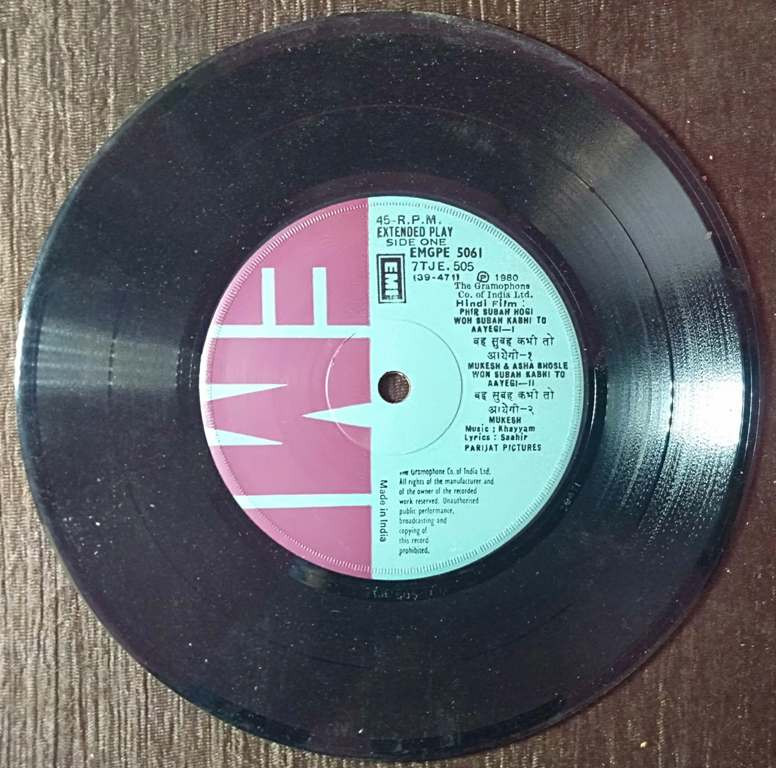 45-R.P.M.
EXTENDED PLAY
SIDE ONE
EMGPE 5061
7TJE. 505
(39-471) Ⓟ 1980
EMI
The Gramophone
Co. of India Ltd.
Hindi Film :
PHIR SUBAH HOGI
WOH SUBAH KABHI TO
AAYEGI—I
वह सुबह कभी तो
आयेगी-१
MUKESH & ASHA BHOSLE
WOH SUBAH KABHI TO
AAYEGI—II
वह सुबह कभी तो
आयेगी-२
MUKESH
Music : Khayyam
Lyrics : Saahir
PARIJAT PICTURES
The Gramophone Co. of India Ltd.
All rights of the manufacturer and
of the owner of the recorded
work reserved. Unauthorised
public performance,
broadcasting and
copying of
this record
prohibited.
Made in India
EMI